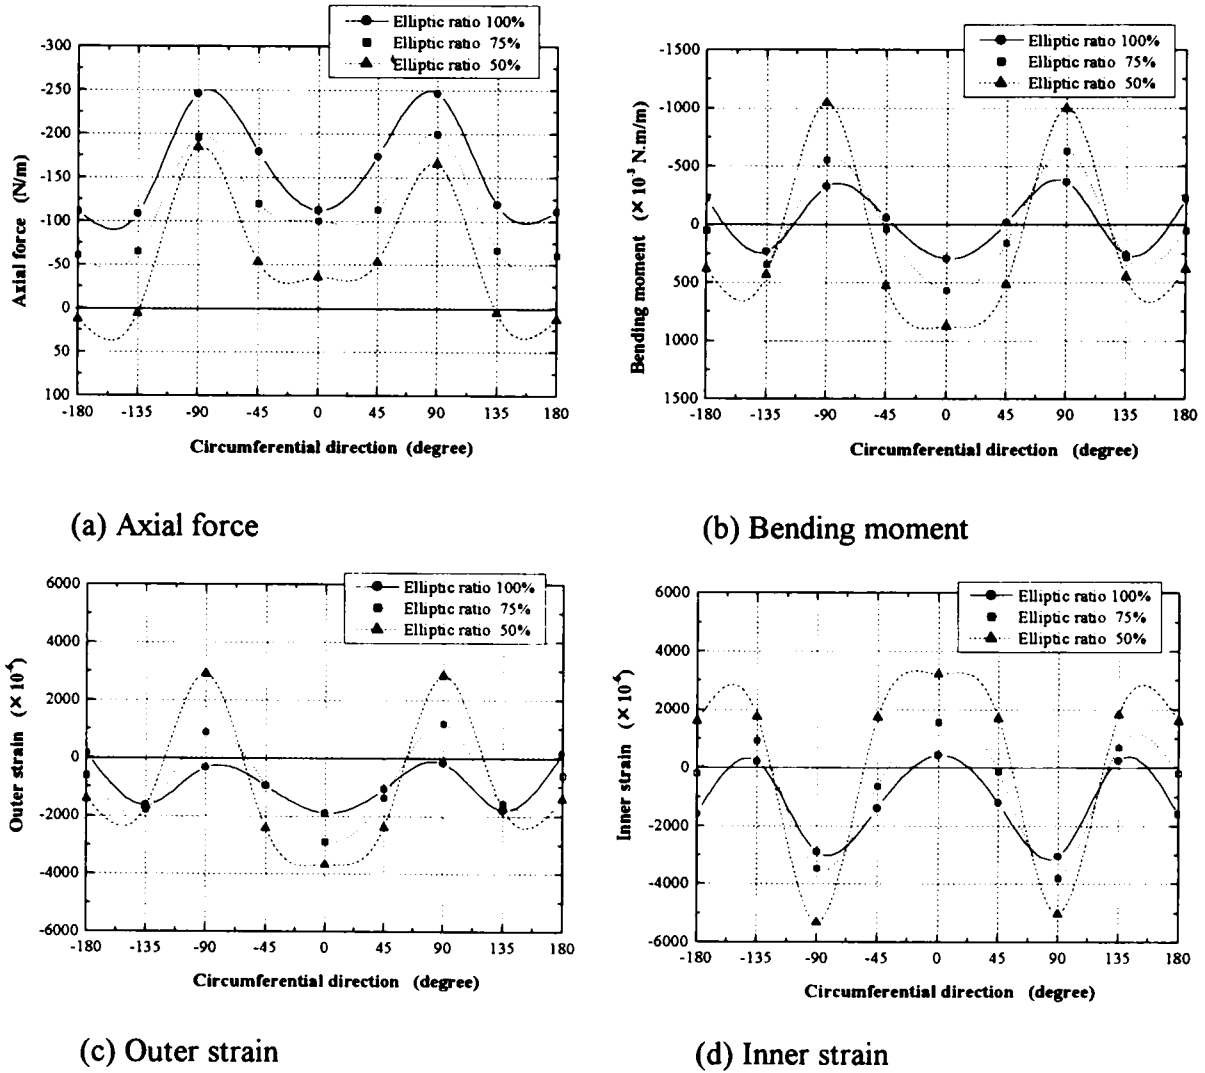 Elliptic ratio 100%
Elliptic ratio 75%
Elliptic ratio 50%
-300
-250
-200
-150
-100
-50
0
50
100
Axial force (N/m)
-180 -135 -90 -45 0 45 90 135 180
Circumferential direction (degree)
(a) Axial force
Elliptic ratio 100%
Elliptic ratio 75%
Elliptic ratio 50%
-1500
-1000
-500
0
500
1000
1500
Bending moment (× 10⁻³ N.m/m)
-180 -135 -90 -45 0 45 90 135 180
Circumferential direction (degree)
(b) Bending moment
Elliptic ratio 100%
Elliptic ratio 75%
Elliptic ratio 50%
6000
4000
2000
0
-2000
-4000
-6000
Outer strain (× 10⁻⁶)
-180 -135 -90 -45 0 45 90 135 180
Circumferential direction (degree)
(c) Outer strain
Elliptic ratio 100%
Elliptic ratio 75%
Elliptic ratio 50%
6000
4000
2000
0
-2000
-4000
-6000
Inner strain (× 10⁻⁶)
-180 -135 -90 -45 0 45 90 135 180
Circumferential direction (degree)
(d) Inner strain